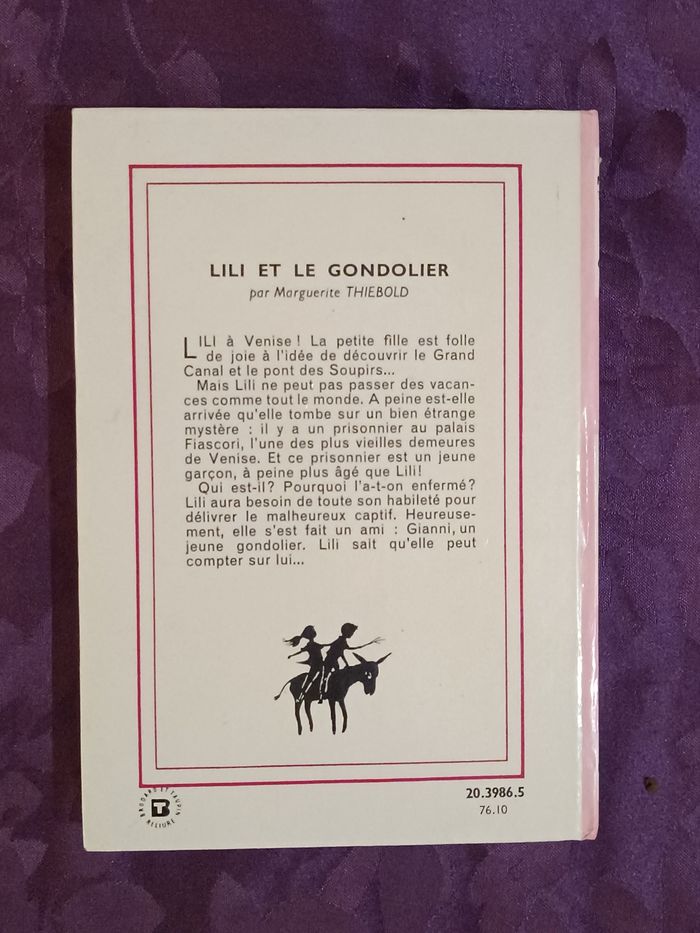 LILI ET LE GONDOLIER
par Marguerite THIEBOLD
LILI à Venise ! La petite fille est folle
de joie à l'idée de découvrir le Grand
Canal et le pont des Soupirs...
Mais Lili ne peut pas passer des vacan-
ces comme tout le monde. A peine est-elle
arrivée qu'elle tombe sur un bien étrange
mystère : il y a un prisonnier au palais
Fiascori, l'une des plus vieilles demeures
de Venise. Et ce prisonnier est un jeune
garçon, à peine plus âgé que Lili!
Qui est-il? Pourquoi l'a-t-on enfermé?
Lili aura besoin de toute son habileté pour
délivrer le malheureux captif. Heureuse-
ment, elle s'est fait un ami : Gianni, un
jeune gondolier. Lili sait qu'elle peut
compter sur lui...
BRODARD ET TAUPIN
BT
RELIURE
20.3986.5
76.10